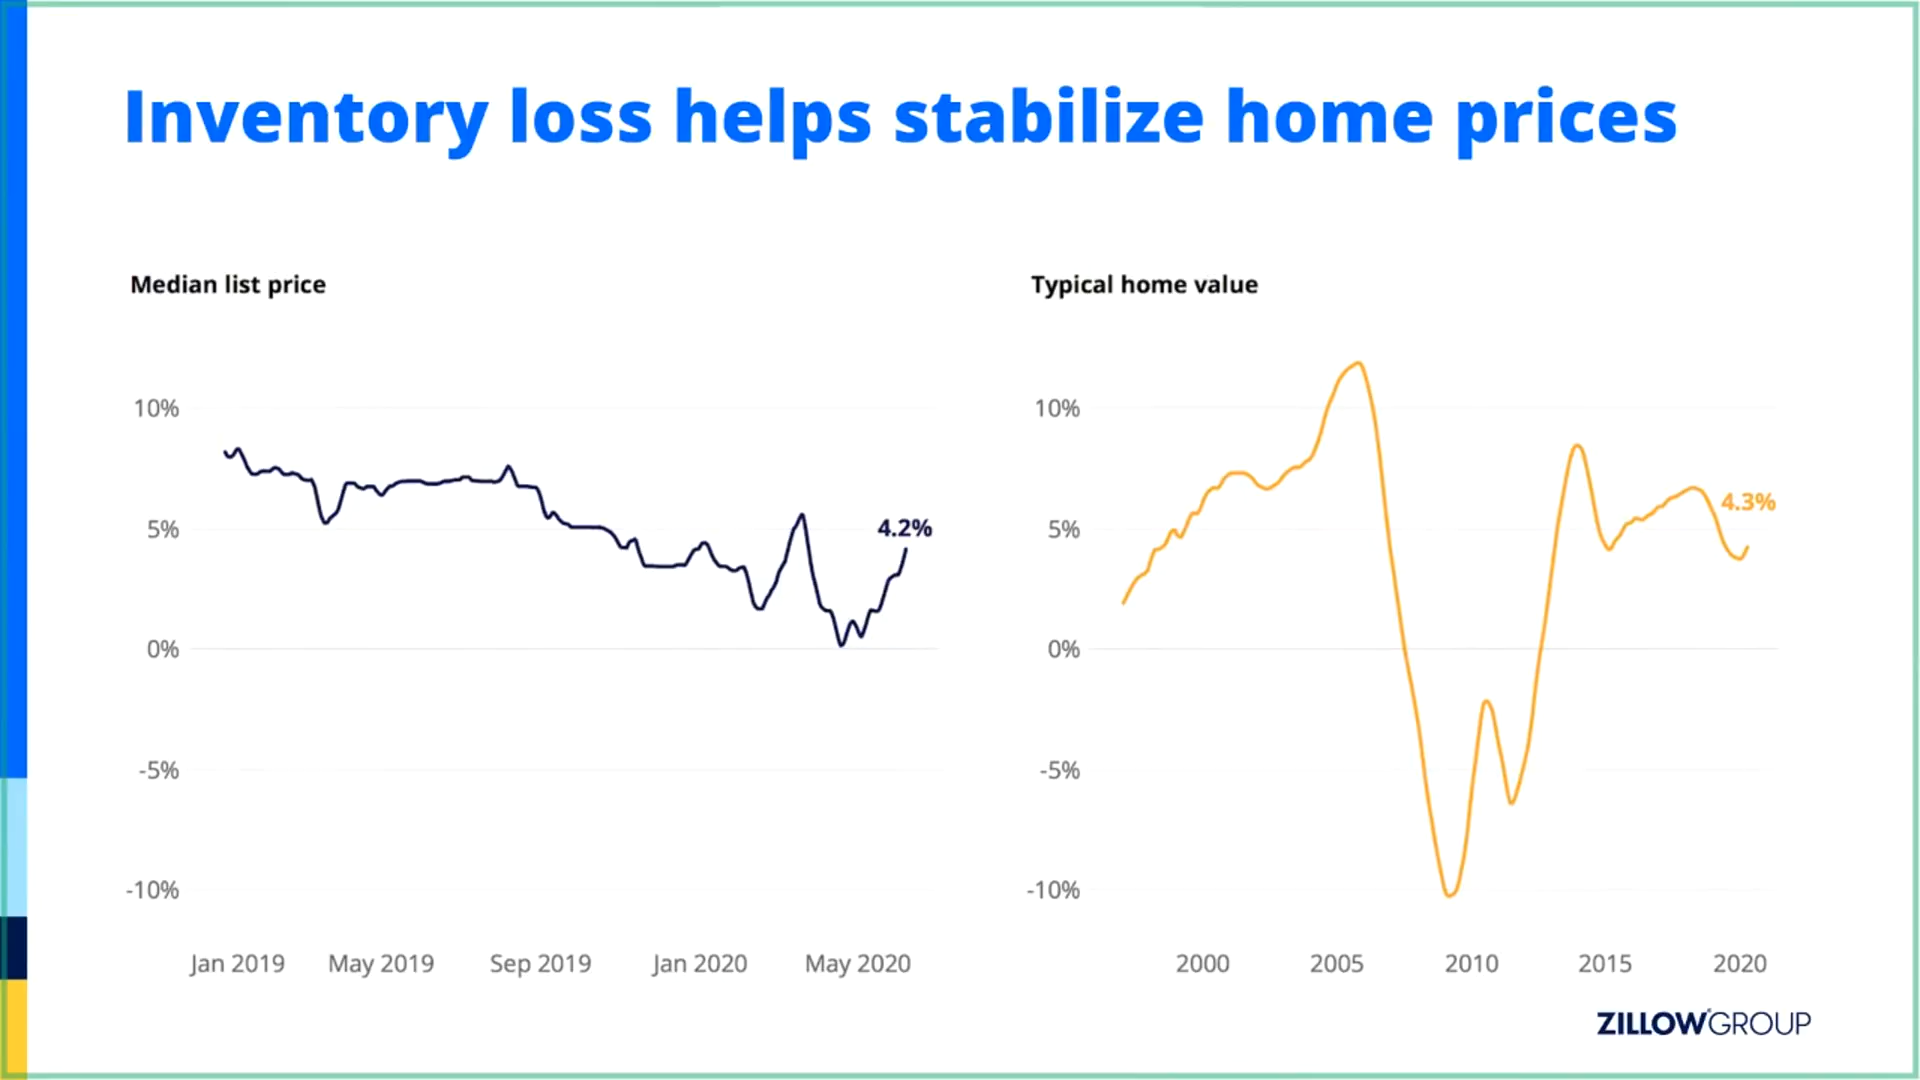 Inventory loss helps stabilize home prices
Median list price
10%
5%
0%
-5%
-10%
4.2%
Jan 2019 May 2019 Sep 2019 Jan 2020 May 2020
Typical home value
10%
5%
0%
-5%
-10%
4.3%
2000 2005 2010 2015 2020
ZILLOW GROUP